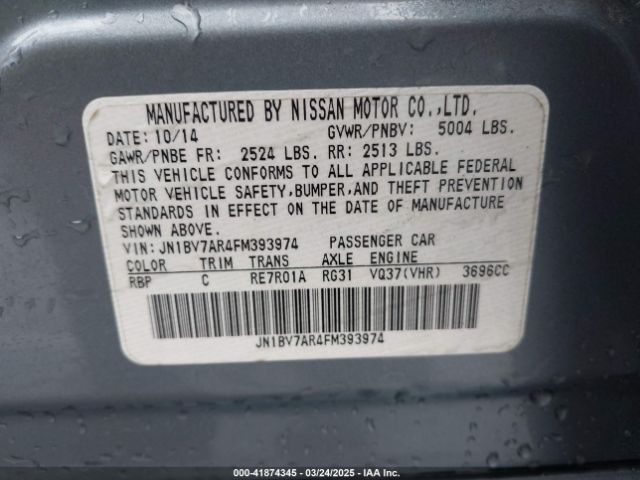 MANUFACTURED BY NISSAN MOTOR CO.,LTD.
DATE: 10/14 GVWR/PNBV: 5004 LBS.
GAWR/PNBE FR: 2524 LBS. RR: 2513 LBS.
THIS VEHICLE CONFORMS TO ALL APPLICABLE FEDERAL
MOTOR VEHICLE SAFETY,BUMPER,AND THEFT PREVENTION
STANDARDS IN EFFECT ON THE DATE OF MANUFACTURE
SHOWN ABOVE.
VIN: JN1BV7AR4FM393974 PASSENGER CAR
COLOR TRIM TRANS AXLE ENGINE
RBP C RE7R01A RG31 VQ37(VHR) 3696CC
JN1BV7AR4FM393974
000-41874345 | 03/24/2025 - IAA Inc.